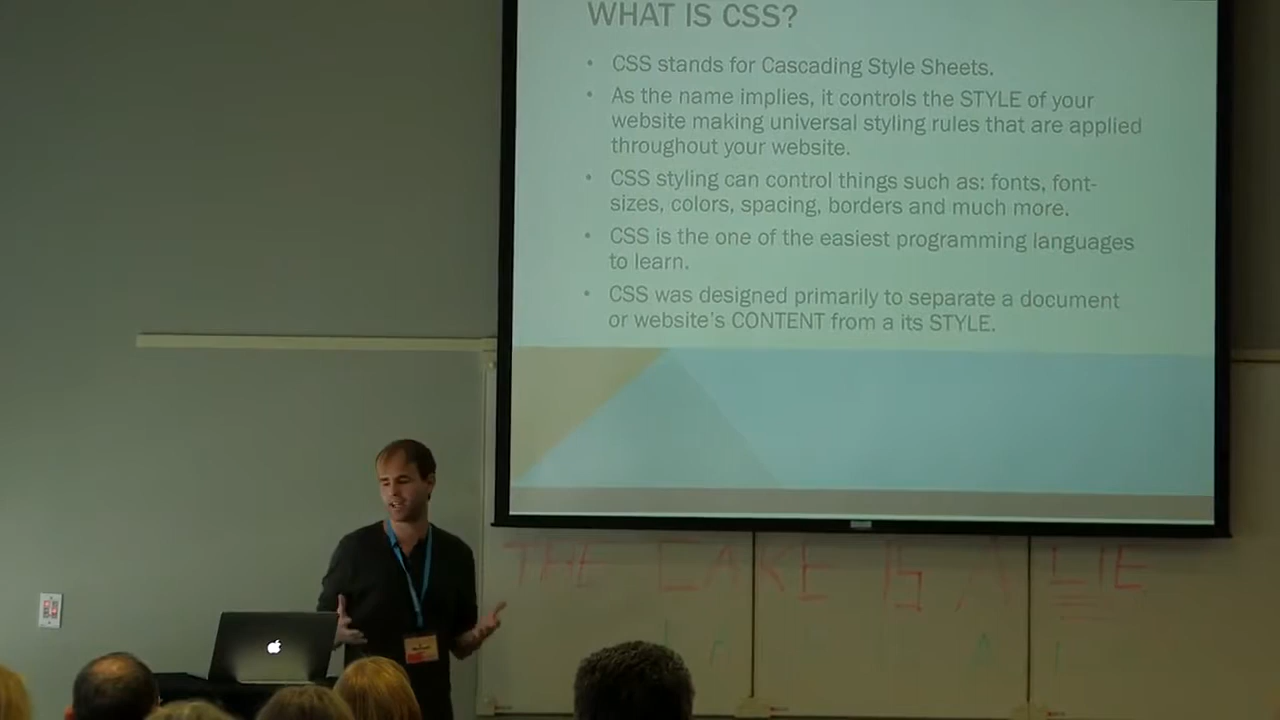 WHAT IS CSS?
• CSS stands for Cascading Style Sheets.
• As the name implies, it controls the STYLE of your
website making universal styling rules that are applied
throughout your website.
• CSS styling can control things such as: fonts, font-
sizes, colors, spacing, borders and much more.
• CSS is the one of the easiest programming languages
to learn.
• CSS was designed primarily to separate a document
or website's CONTENT from a its STYLE.
THE CAKE IS A LIE